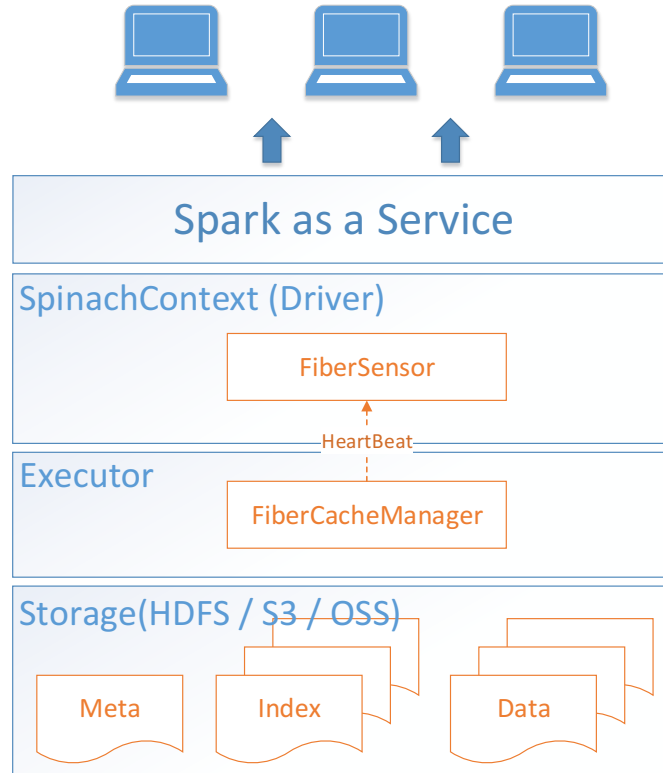 Spark as a Service
SpinachContext (Driver)
FiberSensor
HeartBeat
Executor
FiberCacheManager
Storage(HDFS / S3 / OSS)
Meta
Index
Data